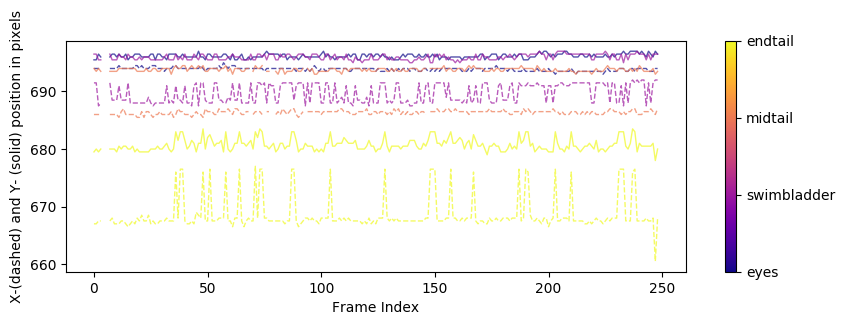 X-(dashed) and Y- (solid) position in pixels
690
680
670
660
0
50
100
150
200
250
Frame Index
endtail
midtail
swimbladder
eyes